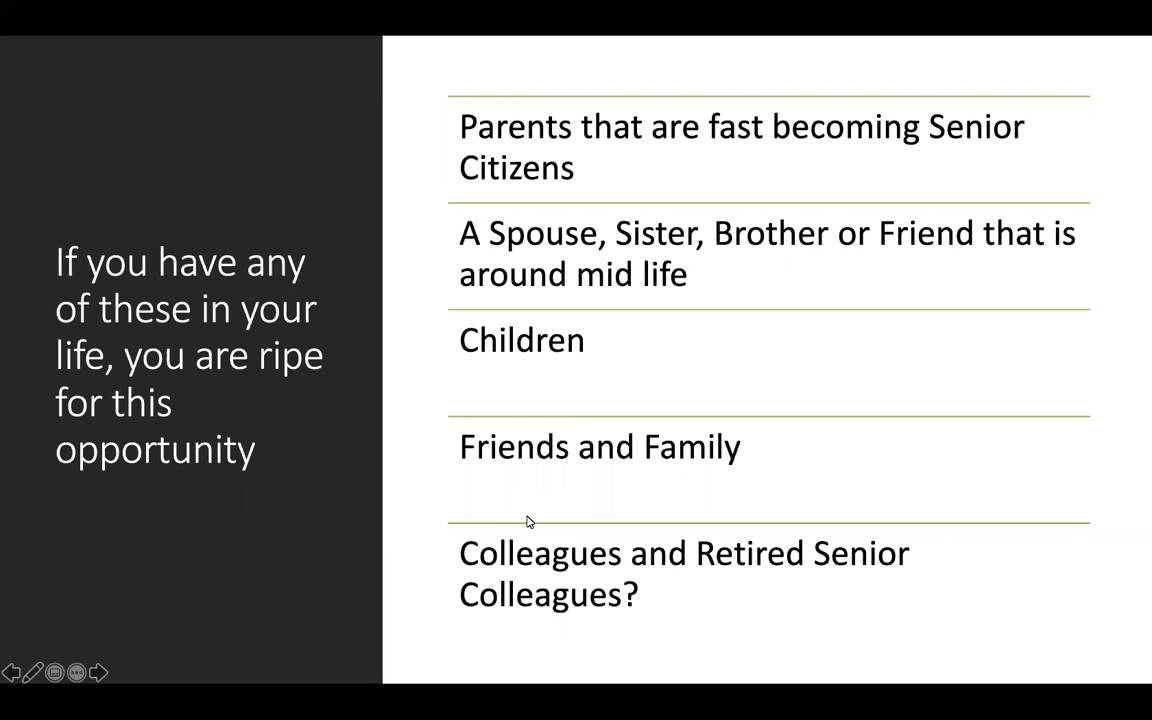 If you have any
of these in your
life, you are ripe
for this
opportunity
Parents that are fast becoming Senior
Citizens
A Spouse, Sister, Brother or Friend that is
around mid life
Children
Friends and Family
Colleagues and Retired Senior
Colleagues?